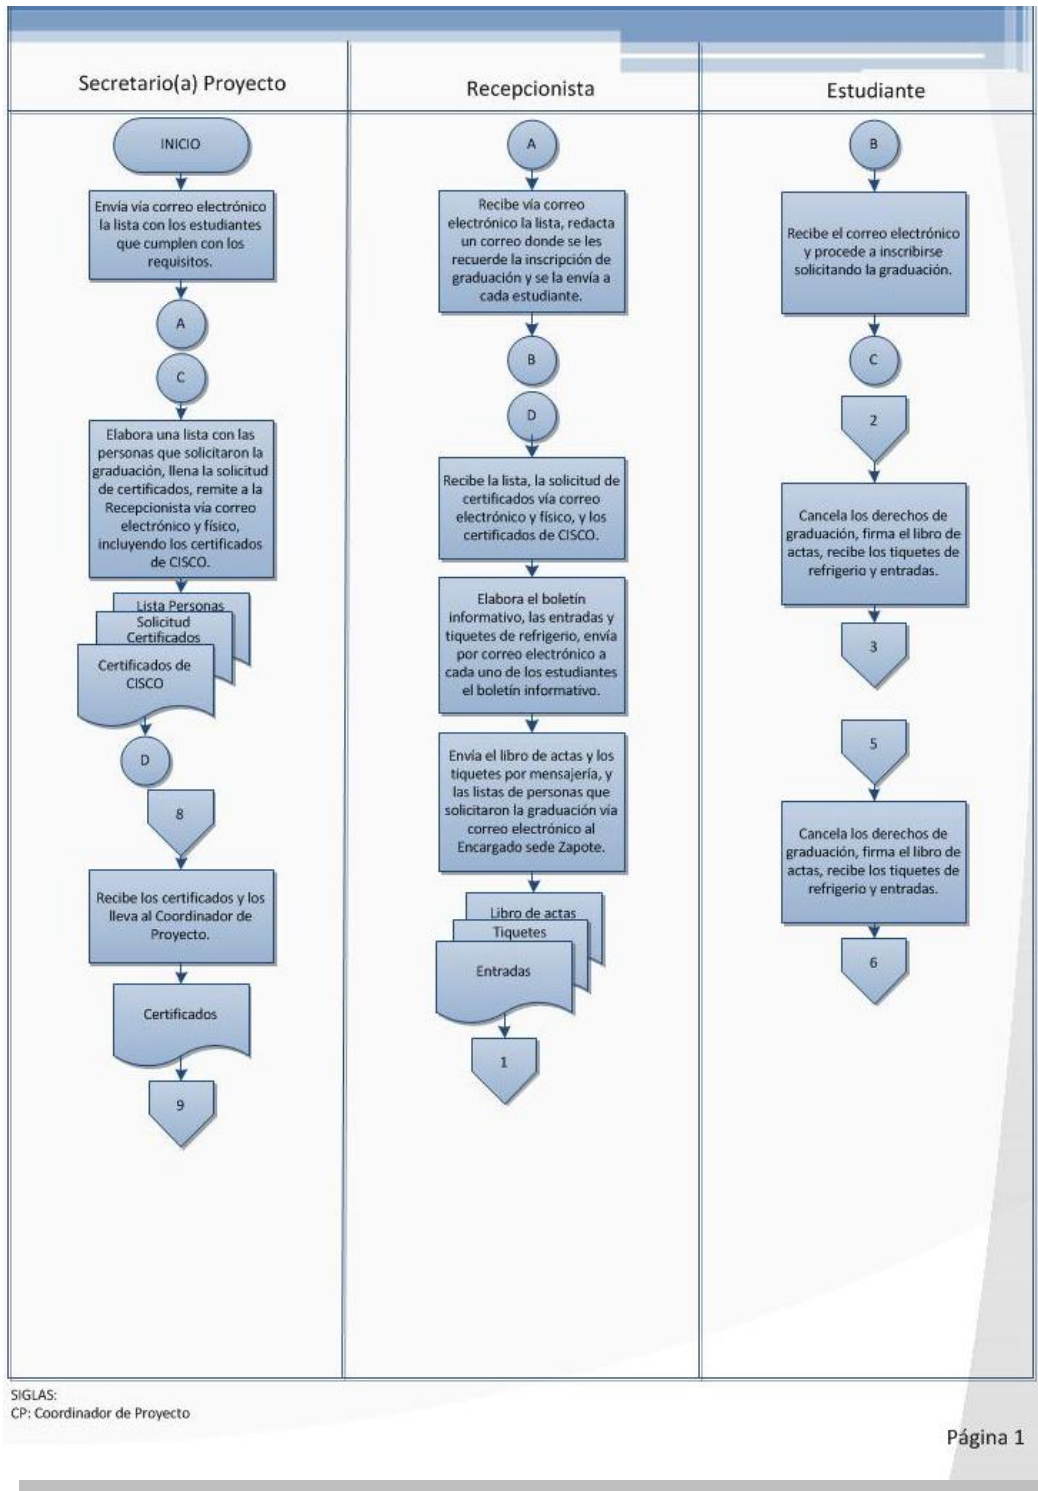 Secretario(a) Proyecto
INICIO
Envía vía correo electrónico
la lista con los estudiantes
que cumplen con los
requisitos.
A
C
Elabora una lista con las
personas que solicitaron la
graduación, llena la solicitud
de certificados, remite a la
Recepcionista vía correo
electrónico y físico,
incluyendo los certificados
de CISCO.
Lista Personas
Solicitud
Certificados
Certificados de
CISCO
D
8
Recibe los certificados y los
lleva al Coordinador de
Proyecto.
Certificados
9
Recepcionista
A
Recibe vía correo
electrónico la lista, redacta
un correo donde se les
recuerde la inscripción de
graduación y se la envía a
cada estudiante.
B
D
Recibe la lista, la solicitud de
certificados vía correo
electrónico y físico, y los
certificados de CISCO.
Elabora el boletín
informativo, las entradas y
tiquetes de refrigerio, envía
por correo electrónico a
cada uno de los estudiantes
el boletín informativo.
Envía el libro de actas y los
tiquetes por mensajería, y
las listas de personas que
solicitaron la graduación vía
correo electrónico al
Encargado sede Zapote.
Libro de actas
Tiquetes
Entradas
1
Estudiante
B
Recibe el correo electrónico
y procede a inscribirse
solicitando la graduación.
C
2
Cancela los derechos de
graduación, firma el libro de
actas, recibe los tiquetes de
refrigerio y entradas.
3
5
Cancela los derechos de
graduación, firma el libro de
actas, recibe los tiquetes de
refrigerio y entradas.
6
SIGLAS:
CP: Coordinador de Proyecto
Página 1